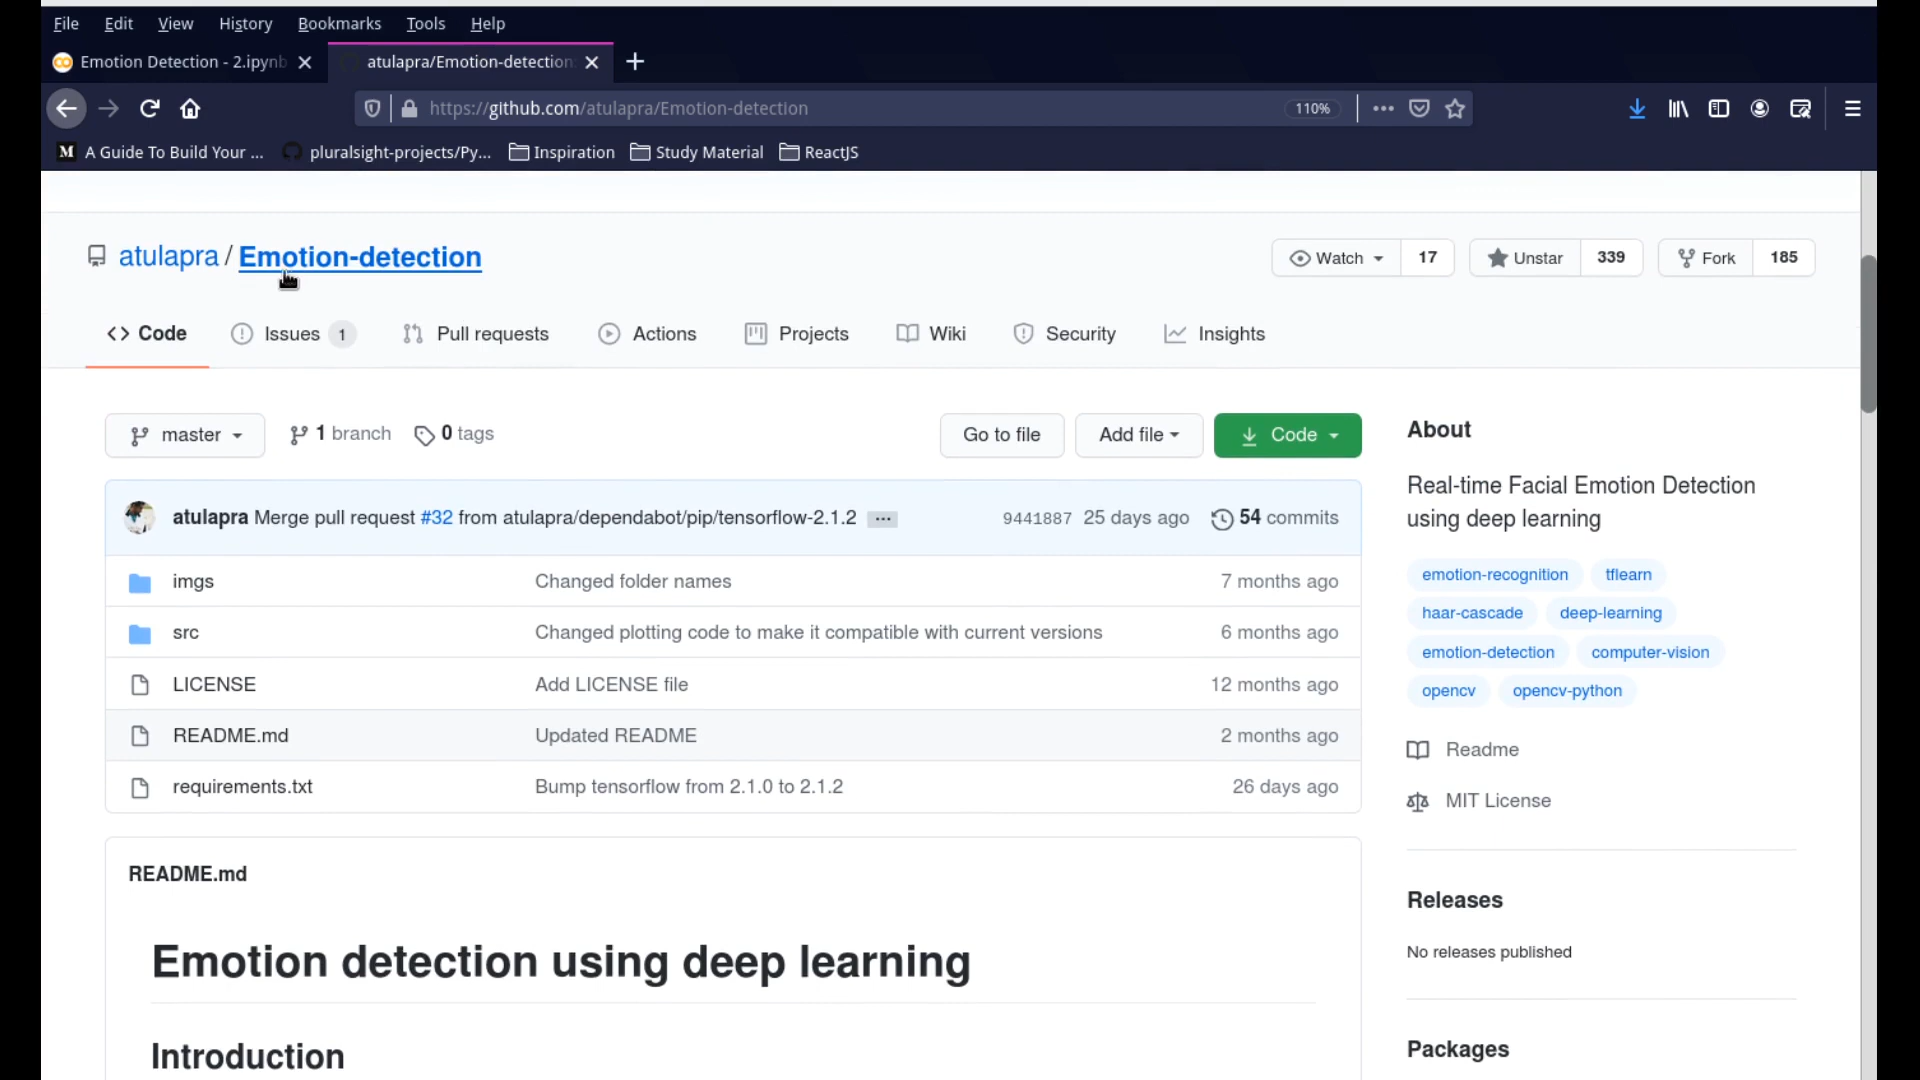 File Edit View History Bookmarks Tools Help
Emotion Detection - 2.ipynb atulapra/Emotion-detection
https://github.com/atulapra/Emotion-detection 110%
M A Guide To Build Your ... pluralsight-projects/Py... Inspiration Study Material ReactJS
atulapra / Emotion-detection Watch 17 Unstar 339 Fork 185
Code Issues 1 Pull requests Actions Projects Wiki Security Insights
master 1 branch 0 tags Go to file Add file Code
About
Real-time Facial Emotion Detection
using deep learning
atulapra Merge pull request #32 from atulapra/dependabot/pip/tensorflow-2.1.2 ... 9441887 25 days ago 54 commits
emotion-recognition tflearn
imgs Changed folder names 7 months ago
haar-cascade deep-learning
src Changed plotting code to make it compatible with current versions 6 months ago
emotion-detection computer-vision
LICENSE Add LICENSE file 12 months ago
opencv opencv-python
README.md Updated README 2 months ago
Readme
requirements.txt Bump tensorflow from 2.1.0 to 2.1.2 26 days ago
MIT License
README.md
Releases
No releases published
Emotion detection using deep learning
Introduction
Packages